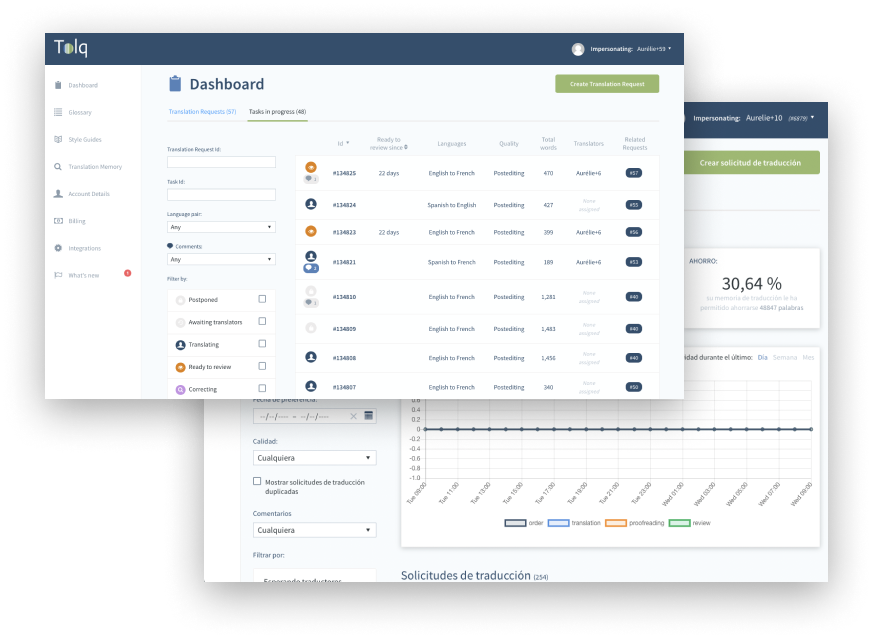 Tolq
Impersonating: Aurélie+59
Dashboard
Glossary
Style Guides
Translation Memory
Account Details
Billing
Integrations
What's new
1
Dashboard
Create Translation Request
Translation Requests (57)
Tasks in progress (48)
Translation Request Id:
Task Id:
Language pair:
Any
Comments:
Any
Filter by:
Postponed
Awaiting translators
Translating
Ready to review
Correcting
Id
Ready to review since
Languages
Quality
Total words
Translators
Related Requests
1
#134825 22 days English to French Postediting 470 Aurélie+6 #57
#134824 Spanish to English Postediting 427 None assigned #55
#134823 22 days English to French Postediting 399 Aurélie+6 #56
#134821 Spanish to French Postediting 189 Aurélie+6 #53
#134810 English to French Postediting 1,281 None assigned #40
#134809 English to French Postediting 1,483 None assigned #40
#134808 English to French Postediting 1,456 None assigned #40
#134807 English to French Postediting 340 None assigned #50
Impersonating: Aurelie+10 (#6879)
Crear solicitud de traducción
AHORRO:
30,64 %
su memoria de traducción le ha
permitido ahorrarse 48847 palabras
durante el último: Día Semana Mes
Fecha de preferencia:
--/--/---- – --/--/----
Calidad:
Cualquiera
Mostrar solicitudes de traducción
duplicadas
Comentarios
Cualquiera
Filtrar por:
Esperando traductores
0.6
0.4
0.2
0
-0.2
-0.4
-0.6
-0.8
-1.0
Tue 09:00
Tue 11:00
Tue 13:00
Tue 15:00
Tue 17:00
Tue 19:00
Tue 21:00
Tue 23:00
Wed 01:00
Wed 03:00
Wed 05:00
Wed 07:00
Wed 09:00
order translation proofreading review
Solicitudes de traducción (254)